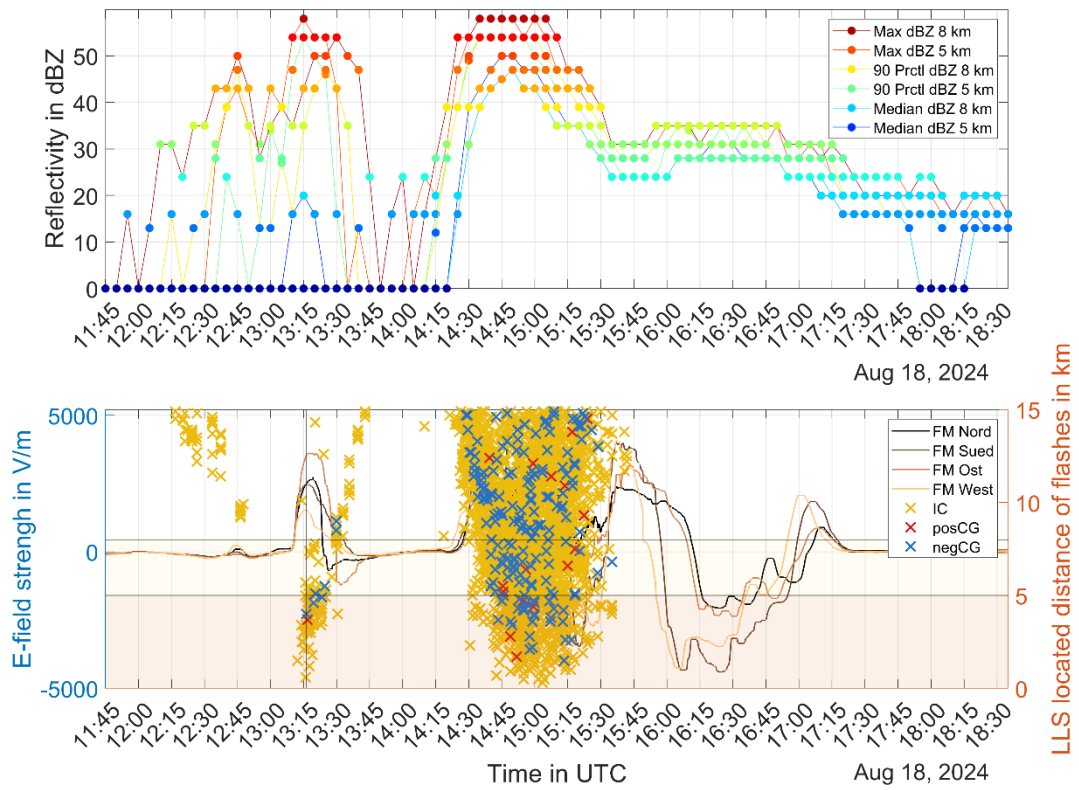 Reflectivity in dBZ
50
40
30
20
10
0
Max dBZ 8 km
Max dBZ 5 km
90 Prctl dBZ 8 km
90 Prctl dBZ 5 km
Median dBZ 8 km
Median dBZ 5 km
11:45 12:00 12:15 12:30 12:45 13:00 13:15 13:30 13:45 14:00 14:15 14:30 14:45 15:00 15:15 15:30 15:45 16:00 16:15 16:30 16:45 17:00 17:15 17:30 17:45 18:00 18:15 18:30
Aug 18, 2024
E-field strengh in V/m
5000
0
-5000
FM Nord
FM Sued
FM Ost
FM West
IC
posCG
negCG
15
10
5
0
LLS located distance of flashes in km
11:45 12:00 12:15 12:30 12:45 13:00 13:15 13:30 13:45 14:00 14:15 14:30 14:45 15:00 15:15 15:30 15:45 16:00 16:15 16:30 16:45 17:00 17:15 17:30 17:45 18:00 18:15 18:30
Time in UTC
Aug 18, 2024